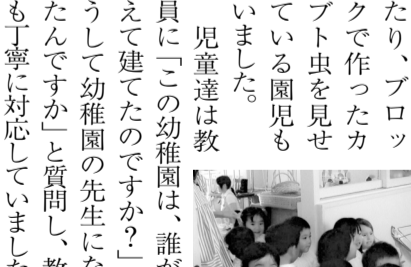 たり、ブロッ
クで作ったカ
ブト虫を見せ
ている園児も
いました。
児童達は教
員に「この幼稚園は、誰が
えて建てたのですか？」
うして幼稚園の先生にな
たんですか」と質問し、教
も丁寧に対応していました